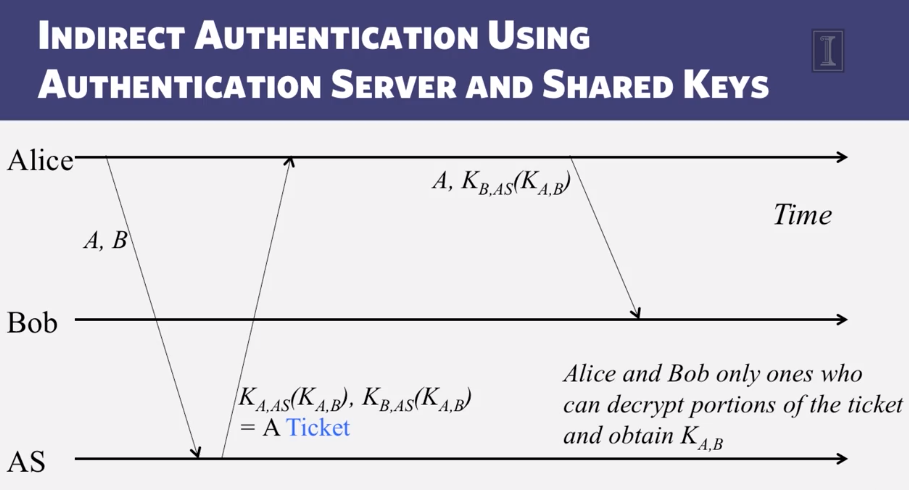 INDIRECT AUTHENTICATION USING
AUTHENTICATION SERVER AND SHARED KEYS
I
Alice
A, K_{B,AS}(K_{A,B})
Time
A, B
Bob
K_{A,AS}(K_{A,B}), K_{B,AS}(K_{A,B})
= A Ticket
Alice and Bob only ones who
can decrypt portions of the ticket
and obtain K_{A,B}
AS